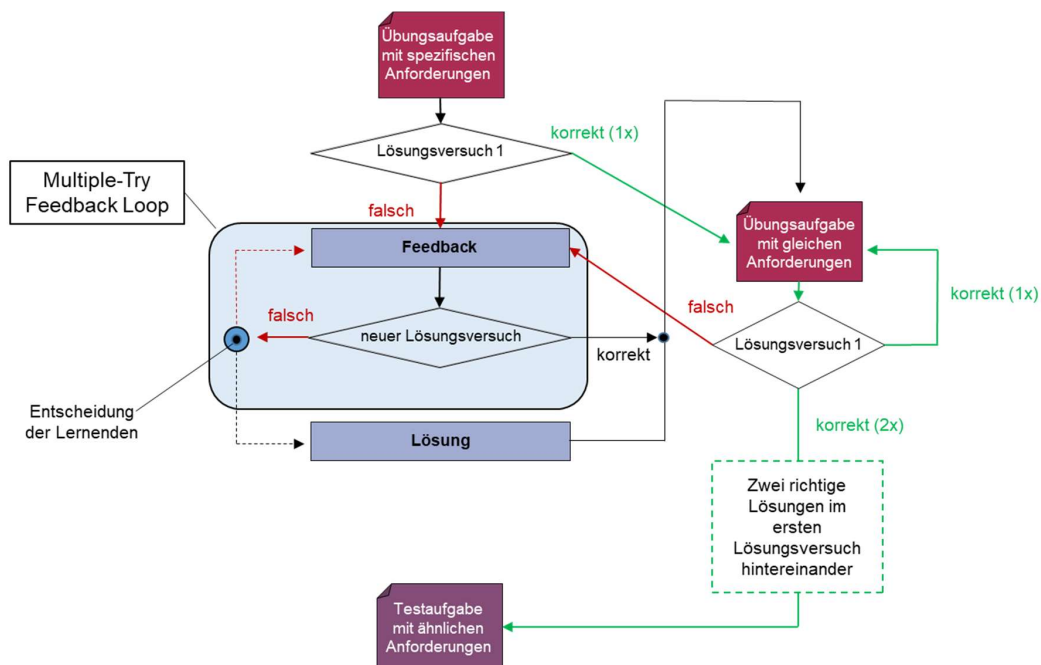 Übungsaufgabe
mit spezifischen
Anforderungen
korrekt (1x)
Lösungsversuch 1
Multiple-Try
Feedback Loop
falsch
Übungsaufgabe
mit gleichen
Anforderungen
Feedback
falsch
falsch
korrekt (1x)
neuer Lösungsversuch
korrekt
Lösungsversuch 1
Entscheidung
der Lernenden
Lösung
korrekt (2x)
Zwei richtige
Lösungen im
ersten
Lösungsversuch
hintereinander
Testaufgabe
mit ähnlichen
Anforderungen